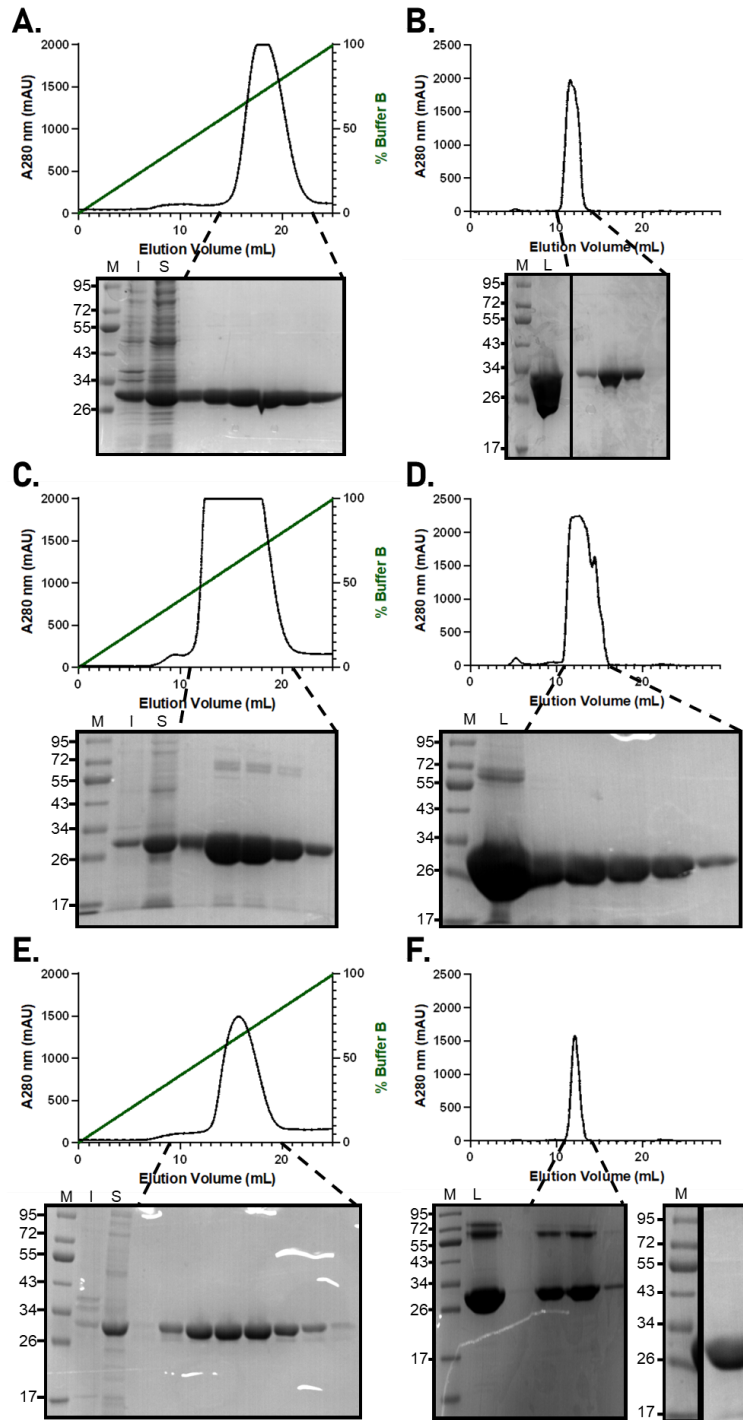 A.
2000
1500
1000
500
0
A280 nm (mAU)
100
50
0
% Buffer B
0 10 20
Elution Volume (mL)
M I S
95
72
55
43
34
26
B.
2500
2000
1500
1000
500
0
A280 nm (mAU)
0 10 20
Elution Volume (mL)
M L
95
72
55
43
34
26
17
C.
2000
1500
1000
500
0
A280 nm (mAU)
100
50
0
% Buffer B
0 10 20
Elution Volume (mL)
M I S
95
72
55
43
34
26
17
D.
2500
2000
1500
1000
500
0
A280 nm (mAU)
0 10 20
Elution Volume (mL)
M L
95
72
55
43
34
26
17
E.
2000
1500
1000
500
0
A280 nm (mAU)
100
50
0
% Buffer B
0 10 20
Elution Volume (mL)
M I S
95
72
55
43
34
26
17
F.
2500
2000
1500
1000
500
0
A280 nm (mAU)
0 10 20
Elution Volume (mL)
M L
95
72
55
43
34
26
17
M
95
72
55
43
34
26
17